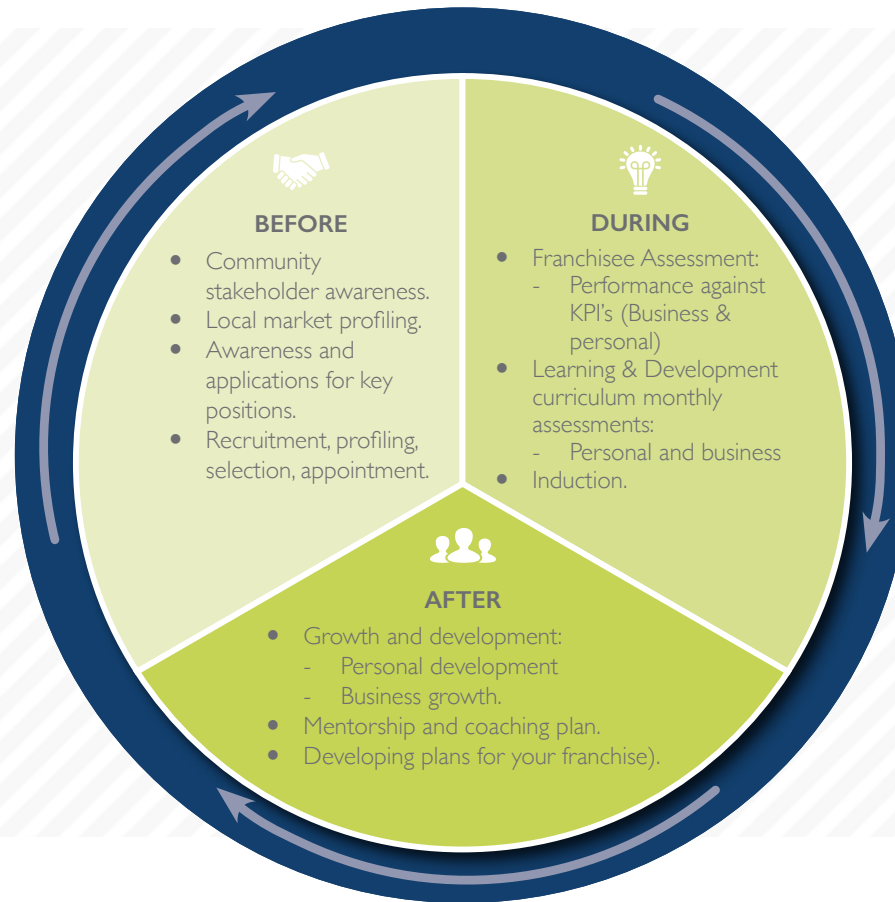 BEFORE
• Community
stakeholder awareness.
• Local market profiling.
• Awareness and
applications for key
positions.
• Recruitment, profiling,
selection, appointment.
DURING
• Franchisee Assessment:
- Performance against
KPI's (Business &
personal)
• Learning & Development
curriculum monthly
assessments:
- Personal and business
• Induction.
AFTER
• Growth and development:
- Personal development
- Business growth.
• Mentorship and coaching plan.
• Developing plans for your franchise).